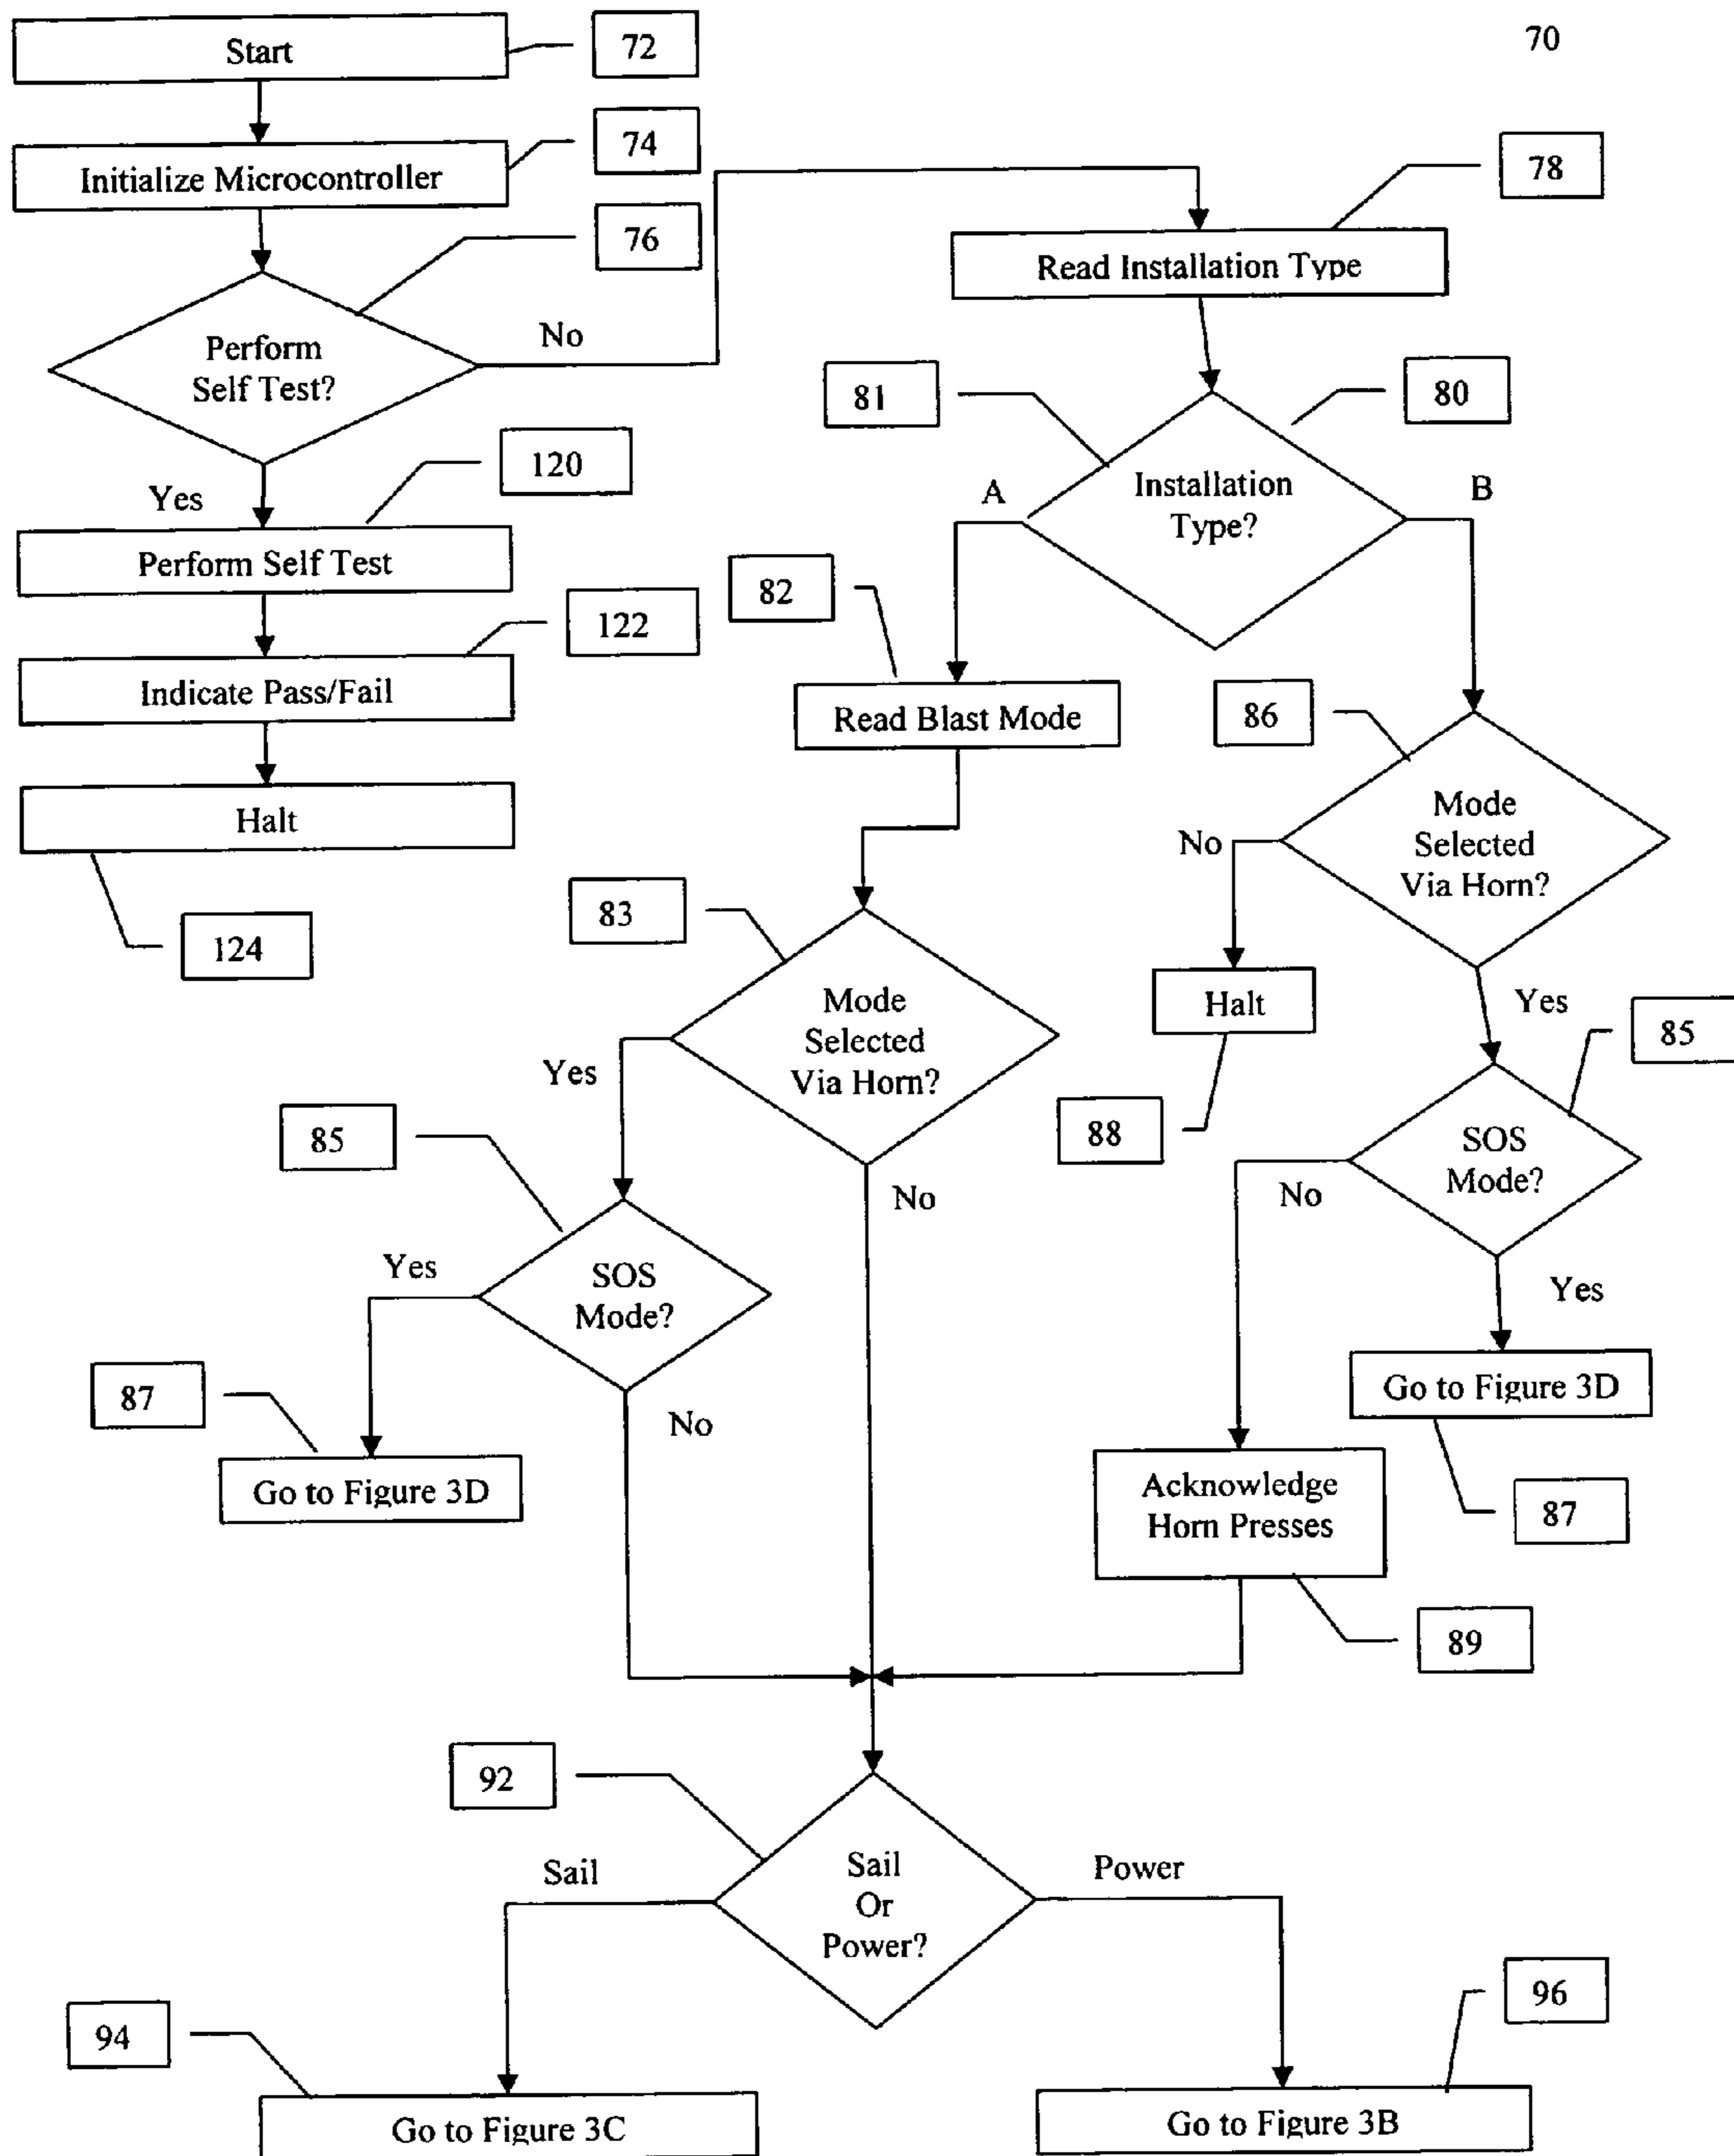 70
Start
72
Initialize Microcontroller
74
76
Perform
Self Test?
No
Yes
120
Perform Self Test
122
Indicate Pass/Fail
Halt
124
78
Read Installation Type
81
80
Installation
Type?
A
B
82
Read Blast Mode
83
Mode
Selected
Via Horn?
Yes
No
85
SOS
Mode?
Yes
No
87
Go to Figure 3D
86
Mode
Selected
Via Horn?
No
Yes
Halt
88
85
SOS
Mode?
No
Yes
Go to Figure 3D
87
Acknowledge
Horn Presses
89
92
Sail
Or
Power?
Sail
Power
94
Go to Figure 3C
96
Go to Figure 3B